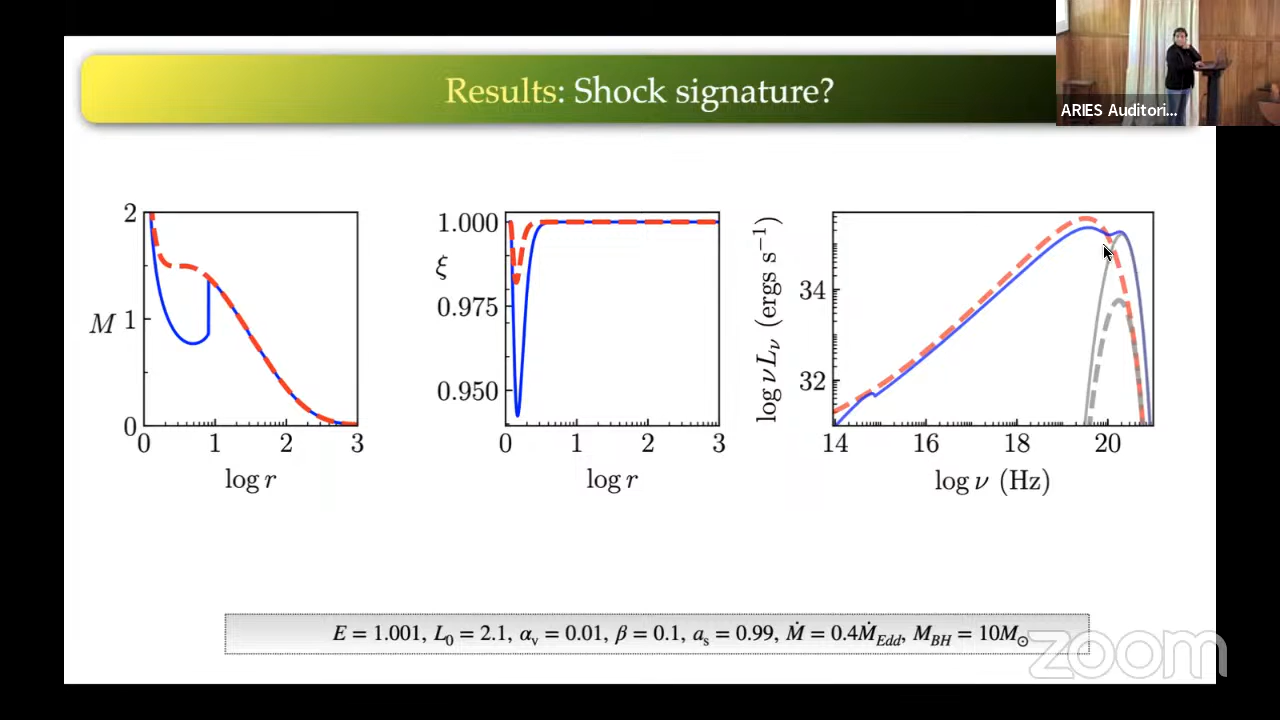 Results: Shock signature?
ARIES Auditori...
2
M 1
0
0 1 2 3
log r
1.000
ξ
0.975
0.950
0 1 2 3
log r
log ν L_ν (ergs s⁻¹)
34
32
14 16 18 20
log ν (Hz)
E = 1.001, L₀ = 2.1, α_v = 0.01, β = 0.1, a_s = 0.99, Ṁ = 0.4Ṁ_Edd, M_BH = 10M_⊙
zoom